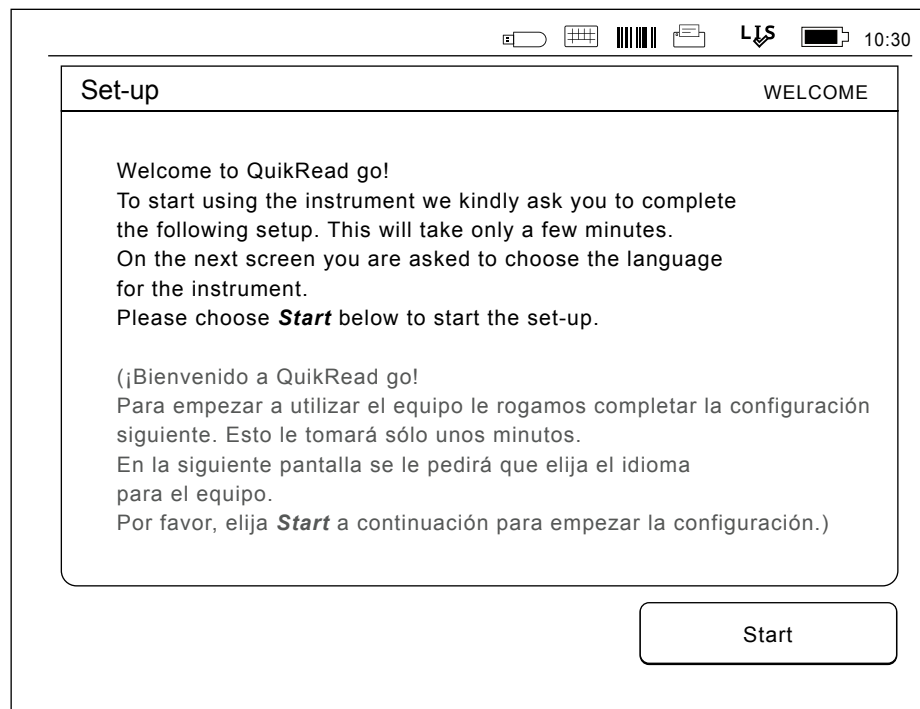 LIS 10:30
Set-up WELCOME
Welcome to QuikRead go!
To start using the instrument we kindly ask you to complete
the following setup. This will take only a few minutes.
On the next screen you are asked to choose the language
for the instrument.
Please choose Start below to start the set-up.
(¡Bienvenido a QuikRead go!
Para empezar a utilizar el equipo le rogamos completar la configuración
siguiente. Esto le tomará sólo unos minutos.
En la siguiente pantalla se le pedirá que elija el idioma
para el equipo.
Por favor, elija Start a continuación para empezar la configuración.)
Start